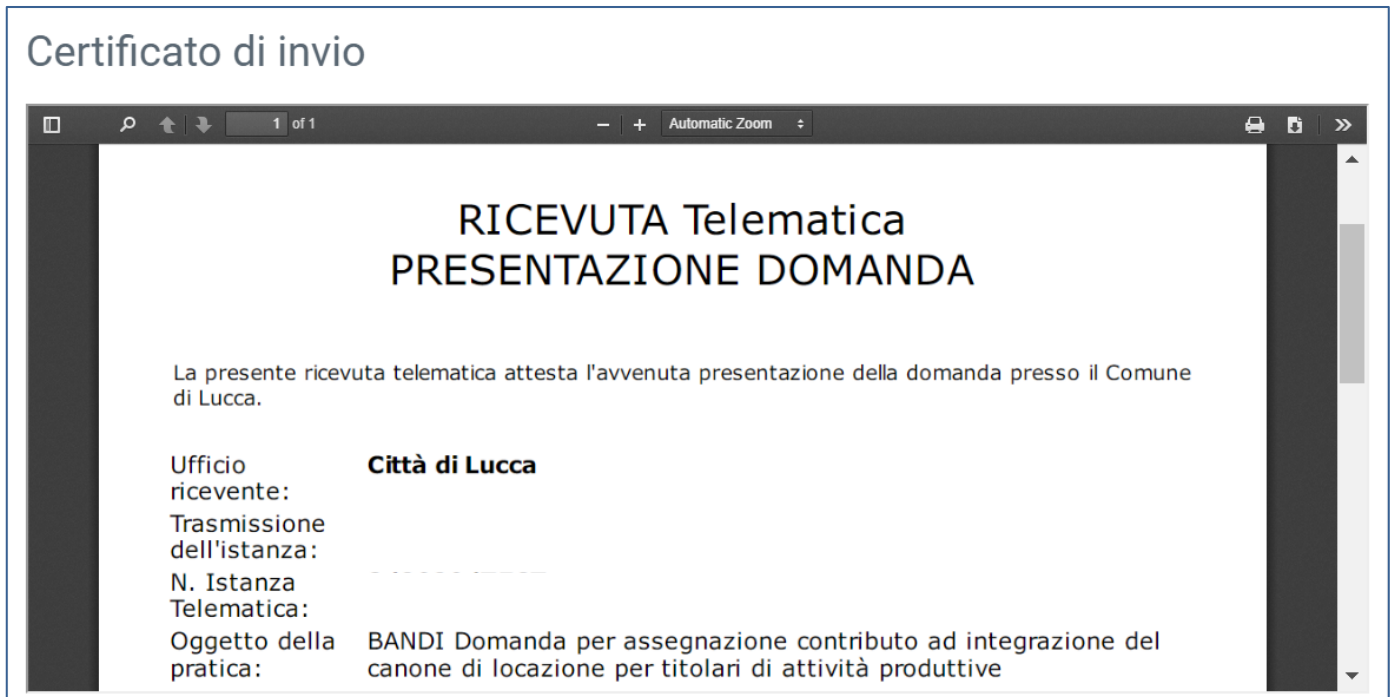 Certificato di invio
1 of 1 Automatic Zoom
RICEVUTA Telematica
PRESENTAZIONE DOMANDA
La presente ricevuta telematica attesta l'avvenuta presentazione della domanda presso il Comune
di Lucca.
Ufficio Città di Lucca
ricevente:
Trasmissione
dell'istanza:
N. Istanza
Telematica:
Oggetto della BANDI Domanda per assegnazione contributo ad integrazione del
pratica: canone di locazione per titolari di attività produttive